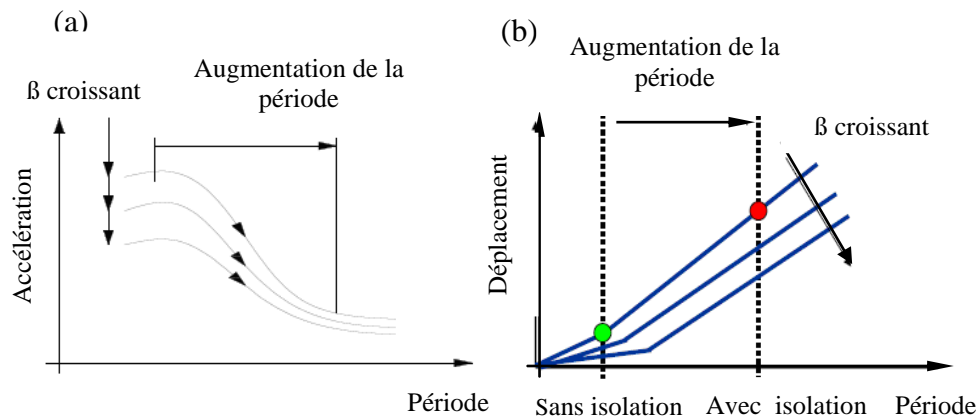 (a)
Augmentation de la
période
ß croissant
Accélération
Période
(b)
Augmentation de la
période
ß croissant
Déplacement
Sans isolation
Avec isolation
Période